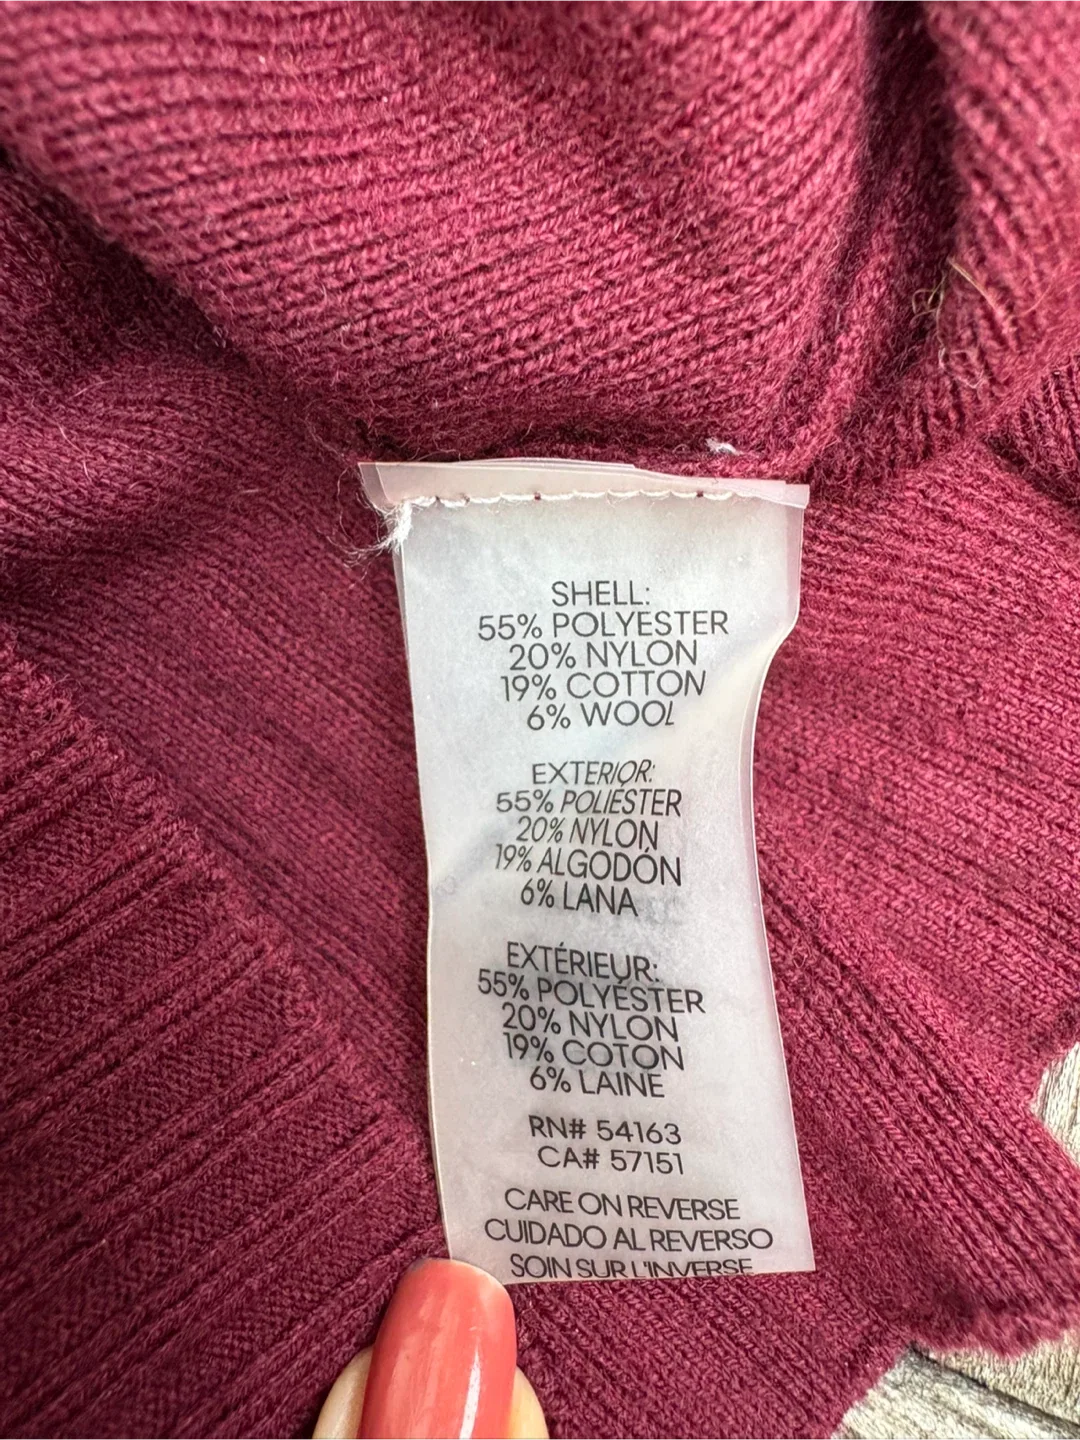 SHELL:
55% POLYESTER
20% NYLON
19% COTTON
6% WOOL
EXTERIOR:
55% POLIÉSTER
20% NYLON
19% ALGODÓN
6% LANA
EXTÉRIEUR:
55% POLYESTER
20% NYLON
19% COTON
6% LAINE
RN# 54163
CA# 57151
CARE ON REVERSE
CUIDADO AL REVERSO
SOIN SUR L'INVERSE